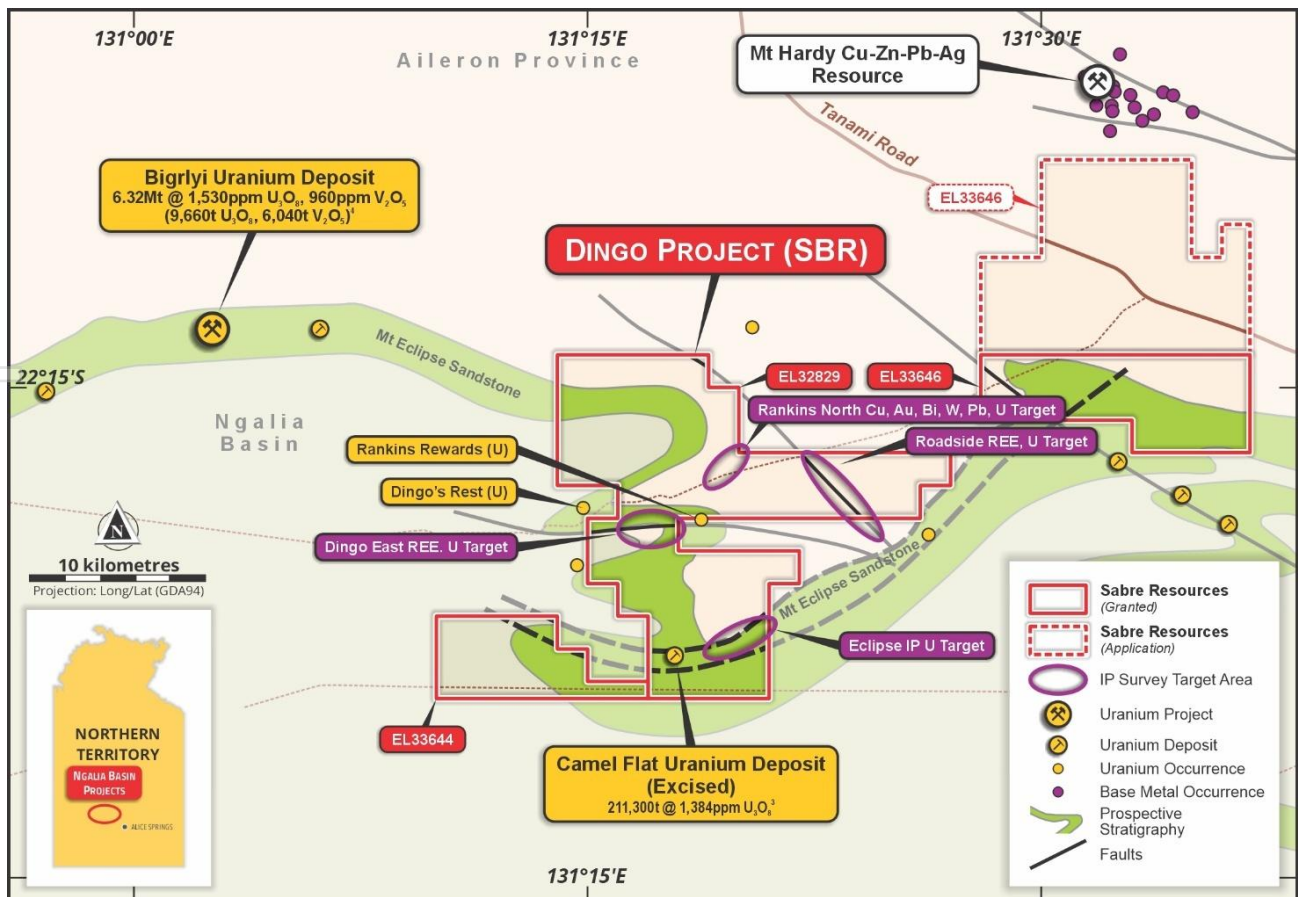 131°00'E
131°15'E
131°30'E
Aileron Province
Mt Hardy Cu-Zn-Pb-Ag
Resource
Tanami Road
Bigrlyi Uranium Deposit
6.32Mt @ 1,530ppm U₃O₈, 960ppm V₂O₅
(9,660t U₃O₈, 6,040t V₂O₅)⁴
EL33646
DINGO PROJECT (SBR)
Mt Eclipse Sandstone
22°15'S
EL32829
EL33646
Ngalia
Basin
Rankins North Cu, Au, Bi, W, Pb, U Target
Roadside REE, U Target
Rankins Rewards (U)
Dingo's Rest (U)
Dingo East REE. U Target
N
10 kilometres
Projection: Long/Lat (GDA94)
Mt Eclipse Sandstone
Eclipse IP U Target
EL33644
Camel Flat Uranium Deposit
(Excised)
211,300t @ 1,384ppm U₃O₈³
131°15'E
NORTHERN
TERRITORY
NGALIA BASIN
PROJECTS
ALICE SPRINGS
Sabre Resources
(Granted)
Sabre Resources
(Application)
IP Survey Target Area
Uranium Project
Uranium Deposit
Uranium Occurrence
Base Metal Occurrence
Prospective
Stratigraphy
Faults